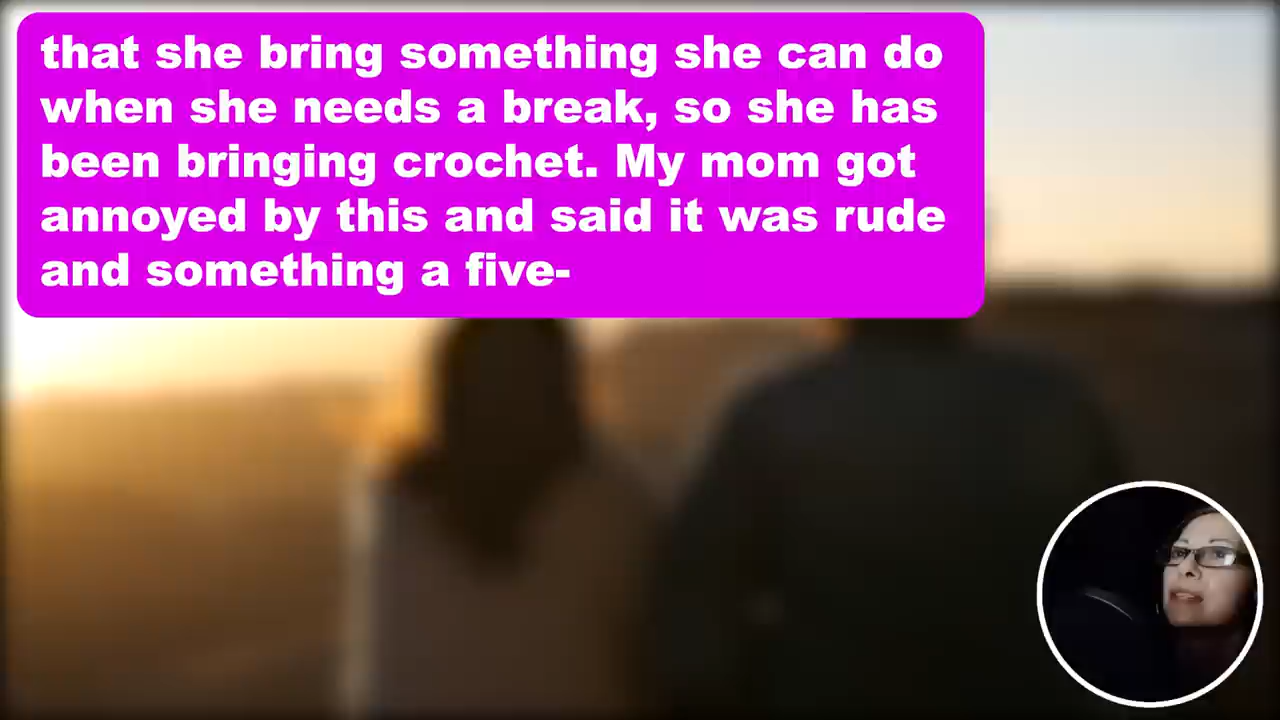 that she bring something she can do
when she needs a break, so she has
been bringing crochet. My mom got
annoyed by this and said it was rude
and something a five-